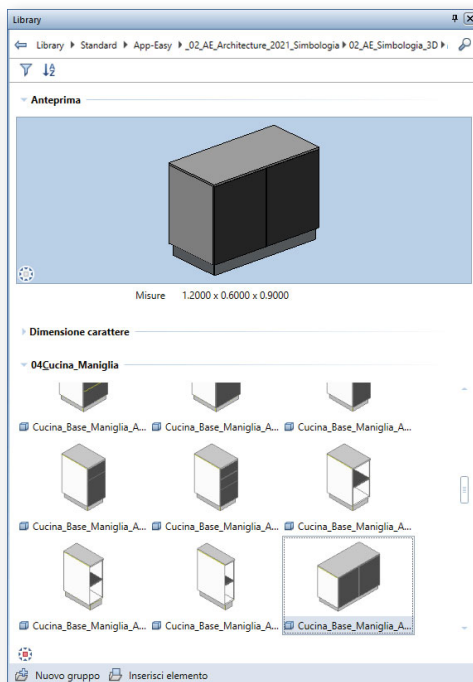 Library
Library ▸ Standard ▸ App-Easy ▸ _02_AE_Architecture_2021_Simbologia ▸ 02_AE_Simbologia_3D ▸
Anteprima
Misure 1.2000 x 0.6000 x 0.9000
Dimensione carattere
04Cucina_Maniglia
Cucina_Base_Maniglia_A... Cucina_Base_Maniglia_A... Cucina_Base_Maniglia_A...
Cucina_Base_Maniglia_A... Cucina_Base_Maniglia_A... Cucina_Base_Maniglia_A...
Cucina_Base_Maniglia_A... Cucina_Base_Maniglia_A... Cucina_Base_Maniglia_A...
Nuovo gruppo Inserisci elemento